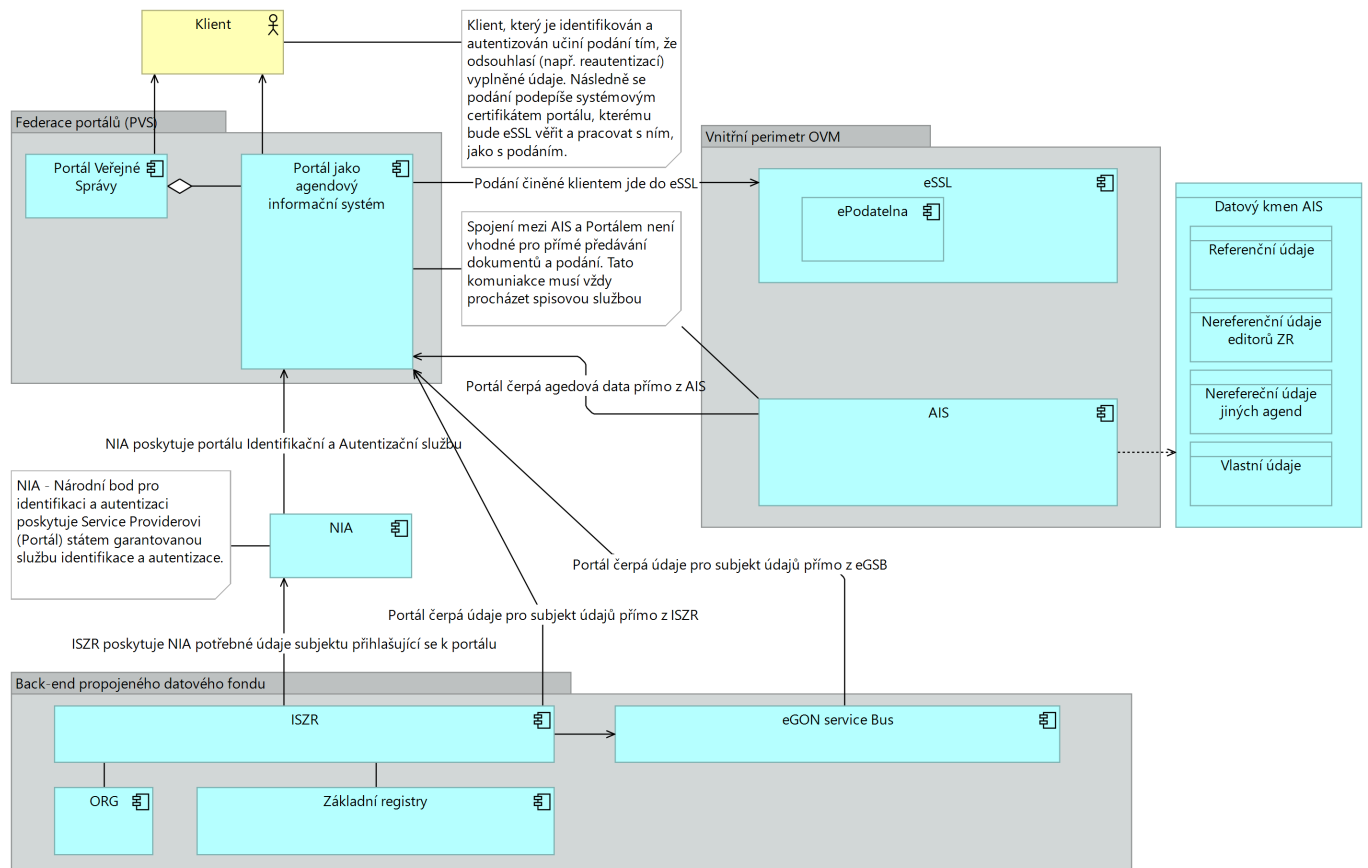 Klient
Klient, který je identifikován a
autentizován učiní podání tím, že
odsouhlasí (např. reautentizací)
vyplněné údaje. Následně se
podání podepíše systémovým
certifikátem portálu, kterému
bude eSSL věřit a pracovat s ním,
jako s podáním.
Federace portálů (PVS)
Portál Veřejné
Správy
Portál jako
agendový
informační systém
Podání činěné klientem jde do eSSL
Vnitřní perimetr OVM
eSSL
ePodatelna
Datový kmen AIS
Referenční údaje
Nereferenční údaje
editorů ZR
Nerefereční údaje
jiných agend
Vlastní údaje
Spojení mezi AIS a Portálem není
vhodné pro přímé předávání
dokumentů a podání. Tato
komuniakce musí vždy
procházet spisovou službou
Portál čerpá agedová data přímo z AIS
AIS
NIA poskytuje portálu Identifikační a Autentizační službu
NIA - Národní bod pro
identifikaci a autentizaci
poskytuje Service Providerovi
(Portál) státem garantovanou
službu identifikace a autentizace.
NIA
Portál čerpá údaje pro subjekt údajů přímo z eGSB
Portál čerpá údaje pro subjekt údajů přímo z ISZR
ISZR poskytuje NIA potřebné údaje subjektu přihlašující se k portálu
Back-end propojeného datového fondu
ISZR
eGON service Bus
ORG
Základní registry